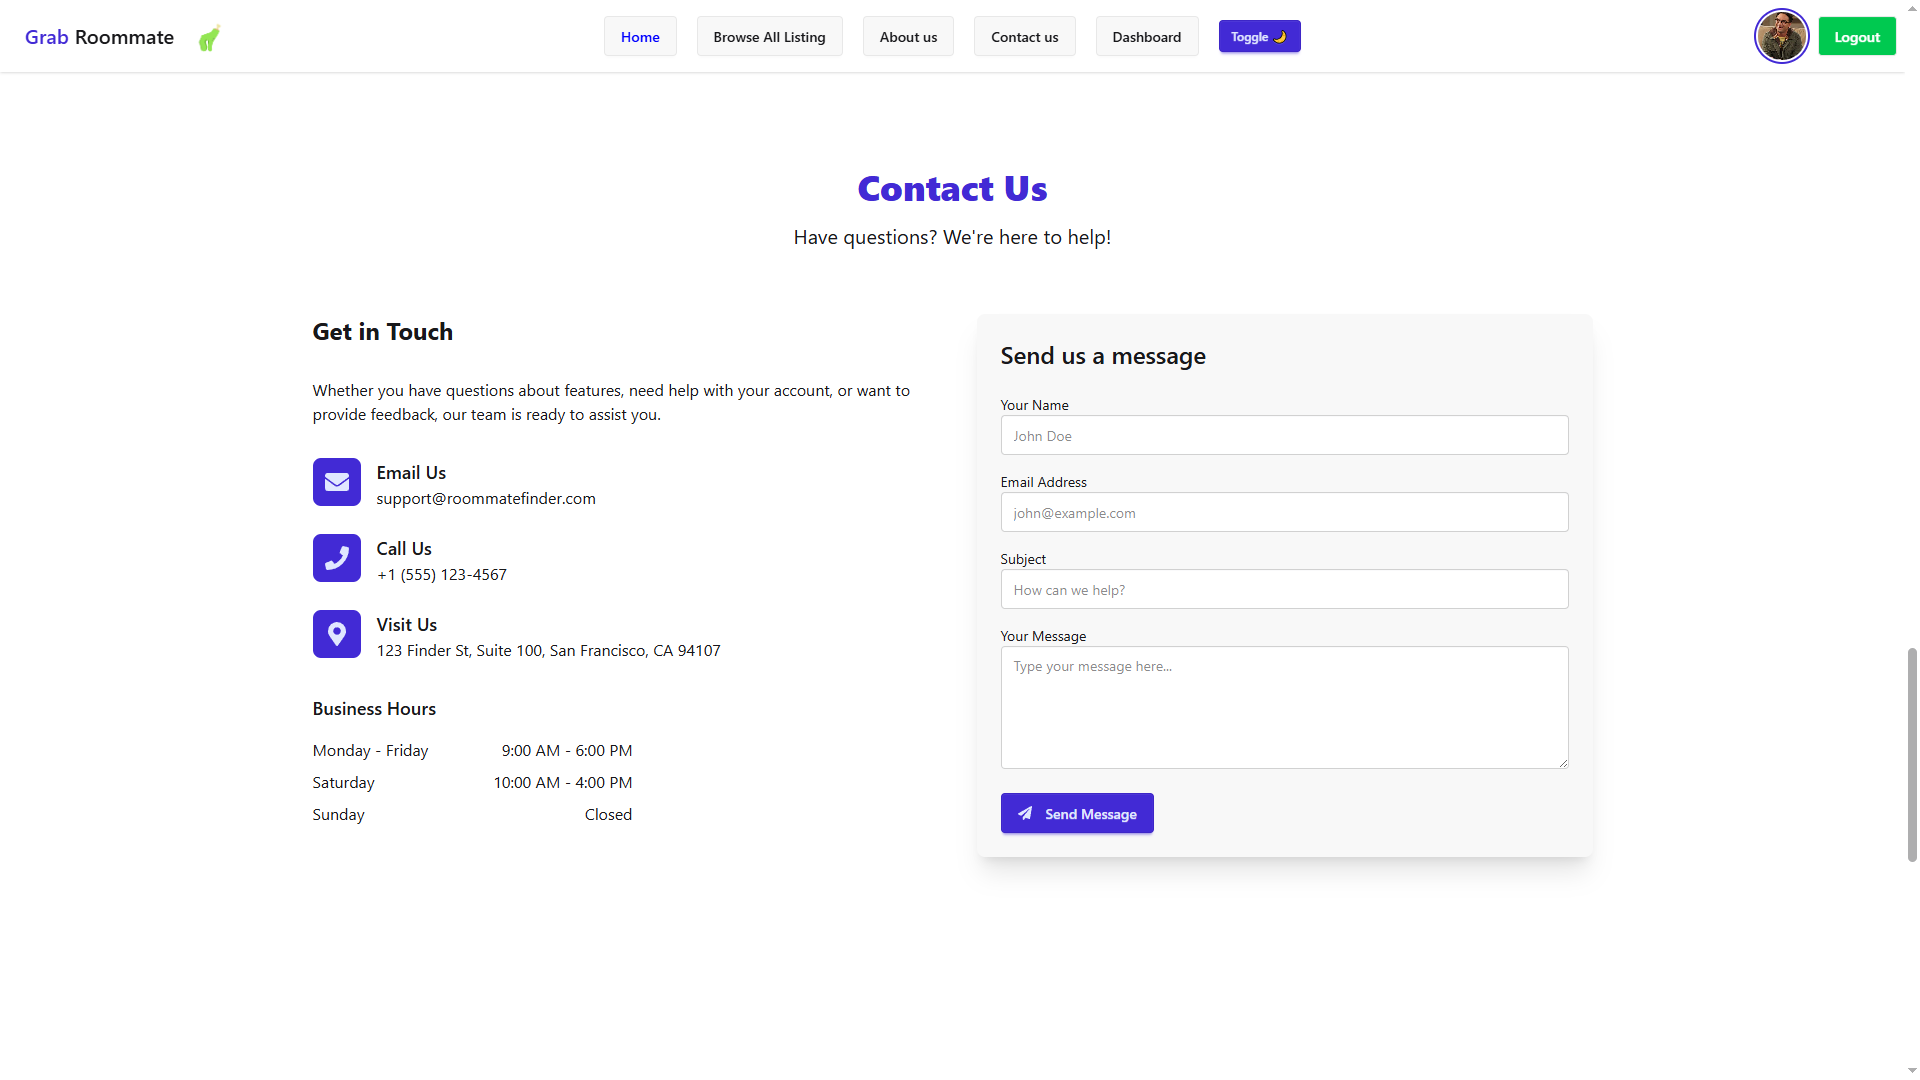 Grab Roommate
Home
Browse All Listing
About us
Contact us
Dashboard
Toggle 🌙
Logout
Contact Us
Have questions? We're here to help!
Get in Touch
Whether you have questions about features, need help with your account, or want to
provide feedback, our team is ready to assist you.
Email Us
support@roommatefinder.com
Call Us
+1 (555) 123-4567
Visit Us
123 Finder St, Suite 100, San Francisco, CA 94107
Business Hours
Monday - Friday 9:00 AM - 6:00 PM
Saturday 10:00 AM - 4:00 PM
Sunday Closed
Send us a message
Your Name
John Doe
Email Address
john@example.com
Subject
How can we help?
Your Message
Type your message here...
Send Message